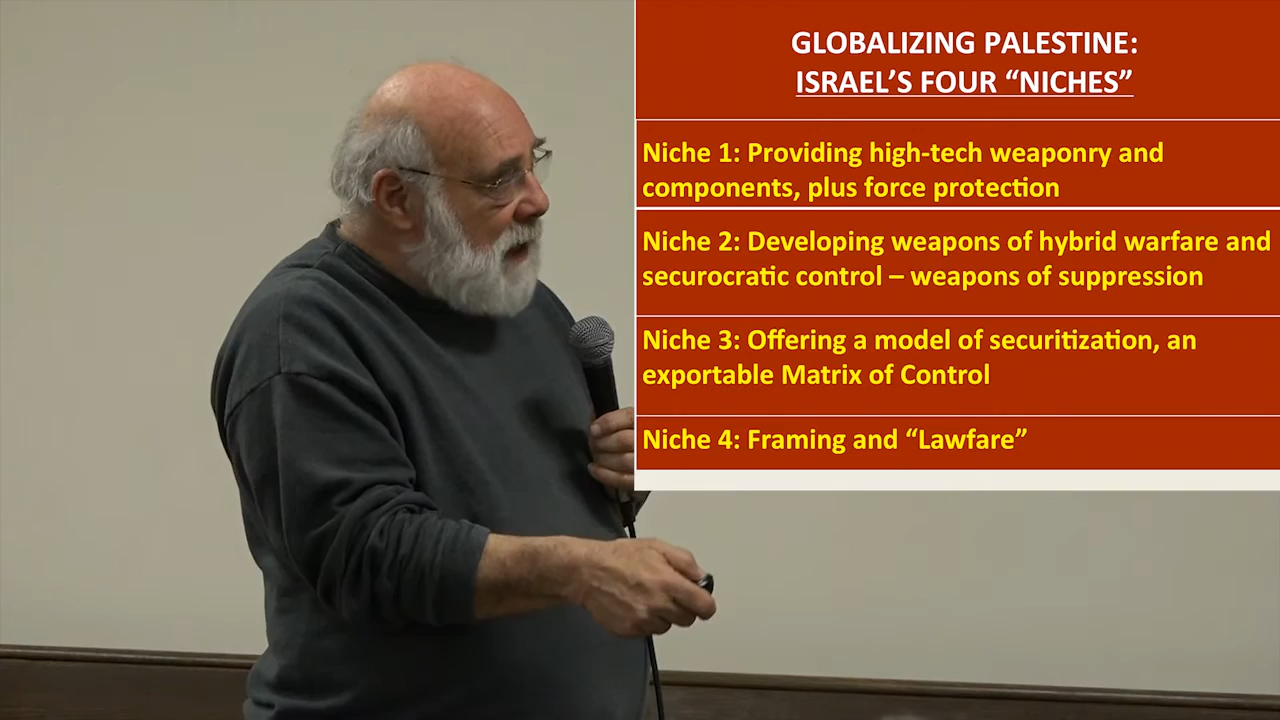 GLOBALIZING PALESTINE:
ISRAEL’S FOUR “NICHES”
Niche 1: Providing high-tech weaponry and
components, plus force protection
Niche 2: Developing weapons of hybrid warfare and
securocratic control – weapons of suppression
Niche 3: Offering a model of securitization, an
exportable Matrix of Control
Niche 4: Framing and “Lawfare”